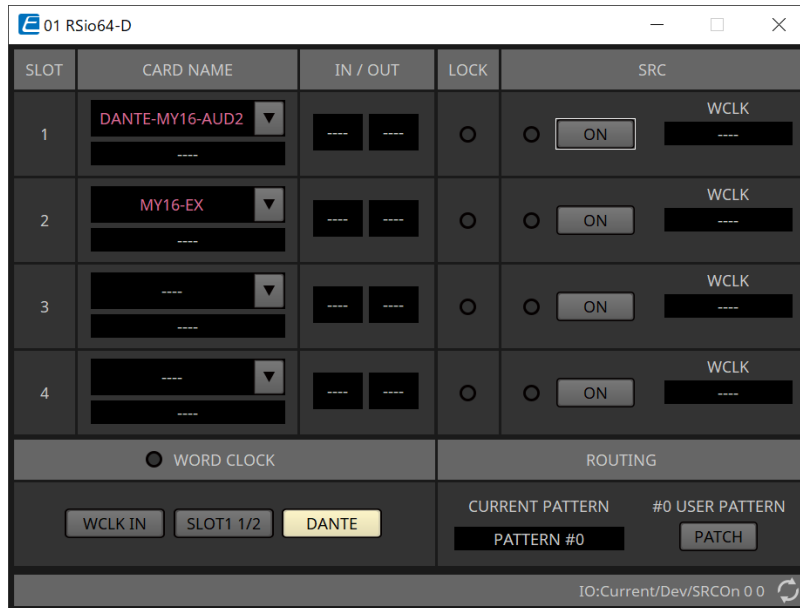 01 RSio64-D
SLOT CARD NAME IN / OUT LOCK SRC
1 DANTE-MY16-AUD2 ---- ---- ---- ON WCLK ----
2 MY16-EX ---- ---- ---- ON WCLK ----
3 ---- ---- ---- ---- ON WCLK ----
4 ---- ---- ---- ---- ON WCLK ----
WORD CLOCK ROUTING
CURRENT PATTERN #0 USER PATTERN
WCLK IN SLOT1 1/2 DANTE PATTERN #0 PATCH
IO:Current/Dev/SRCOn 0 0